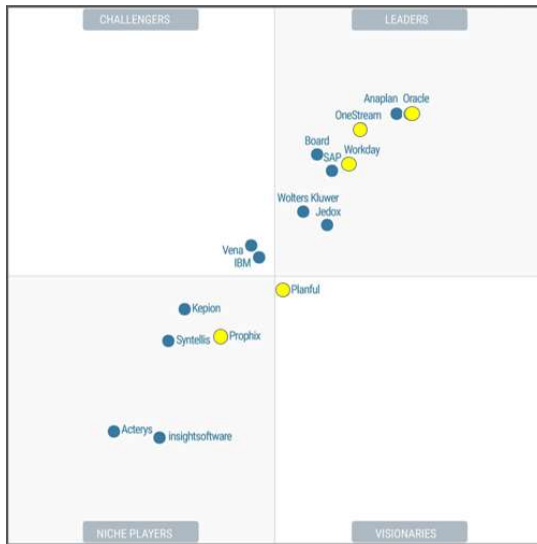 CHALLENGERS
LEADERS
Anaplan Oracle
OneStream
Board
Workday
SAP
Wolters Kluwer
Jedox
Vena
IBM
Planful
Kepion
Syntellis
Prophix
Acterys
insightsoftware
NICHE PLAYERS
VISIONARIES